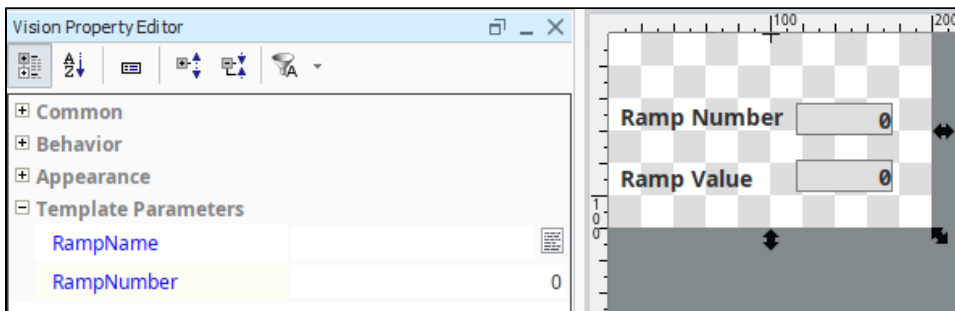 Vision Property Editor
Common
Behavior
Appearance
Template Parameters
RampName
RampNumber 0
100
200
Ramp Number 0
Ramp Value 0
100